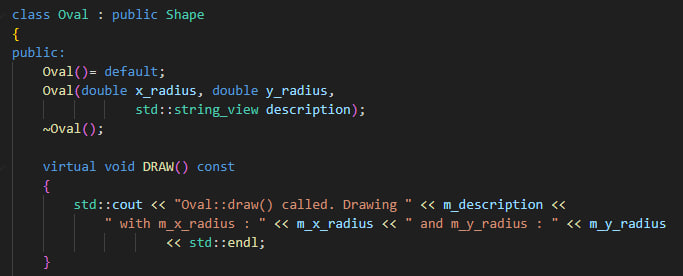 class Oval : public Shape
{
public:
    Oval()= default;
    Oval(double x_radius, double y_radius,
                std::string_view description);
    ~Oval();

    virtual void DRAW() const
    {
        std::cout << "Oval::draw() called. Drawing " << m_description <<
            " with m_x_radius : " << m_x_radius << " and m_y_radius : " << m_y_radius
                    << std::endl;
    }